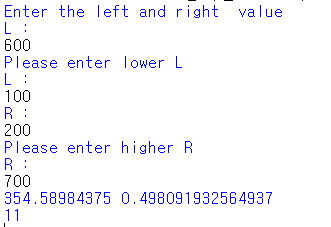 Enter the left and right  value
L :
600
Please enter lower L
L :
100
R :
200
Please enter higher R
R :
700
354.58984375 0.498091932564937
11